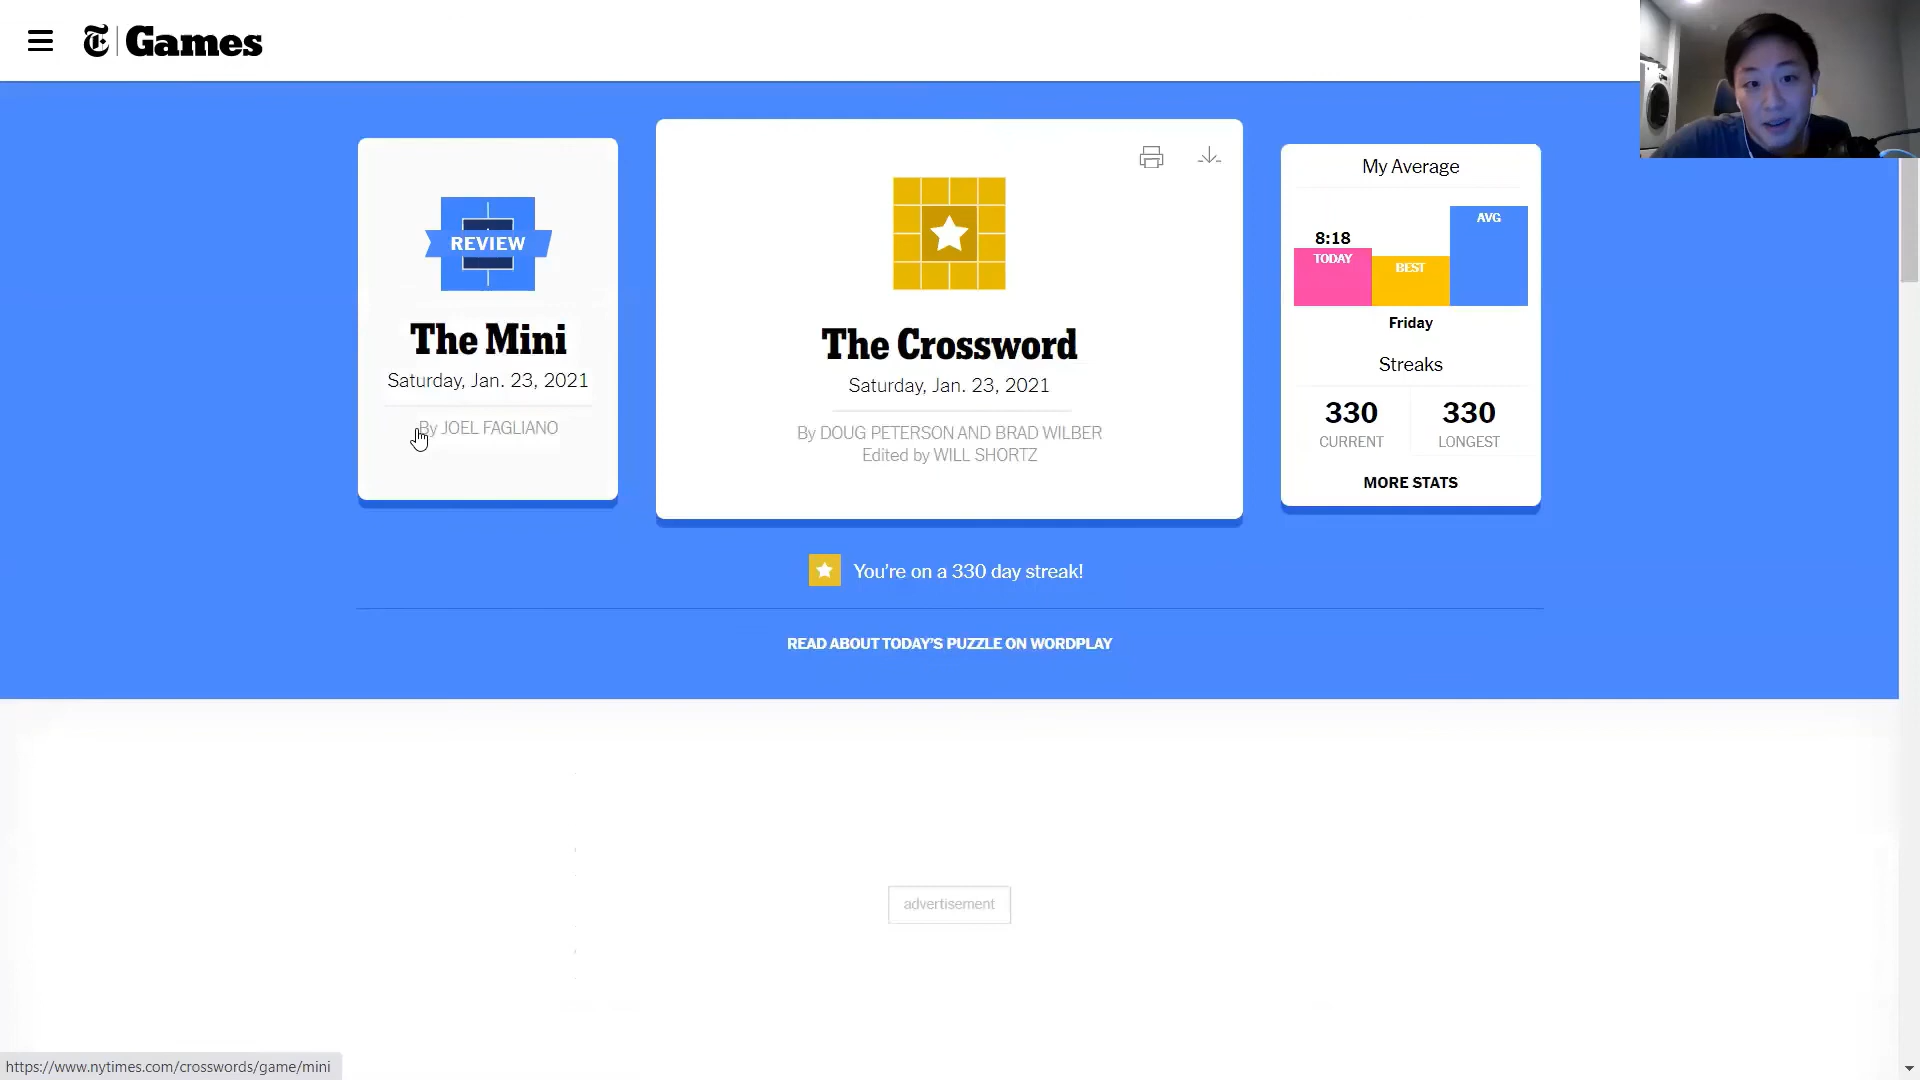 T Games
REVIEW
The Mini
Saturday, Jan. 23, 2021
By JOEL FAGLIANO
The Crossword
Saturday, Jan. 23, 2021
By DOUG PETERSON AND BRAD WILBER
Edited by WILL SHORTZ
My Average
8:18
TODAY
BEST
AVG
Friday
Streaks
330
CURRENT
330
LONGEST
MORE STATS
You're on a 330 day streak!
READ ABOUT TODAY'S PUZZLE ON WORDPLAY
advertisement
https://www.nytimes.com/crosswords/game/mini